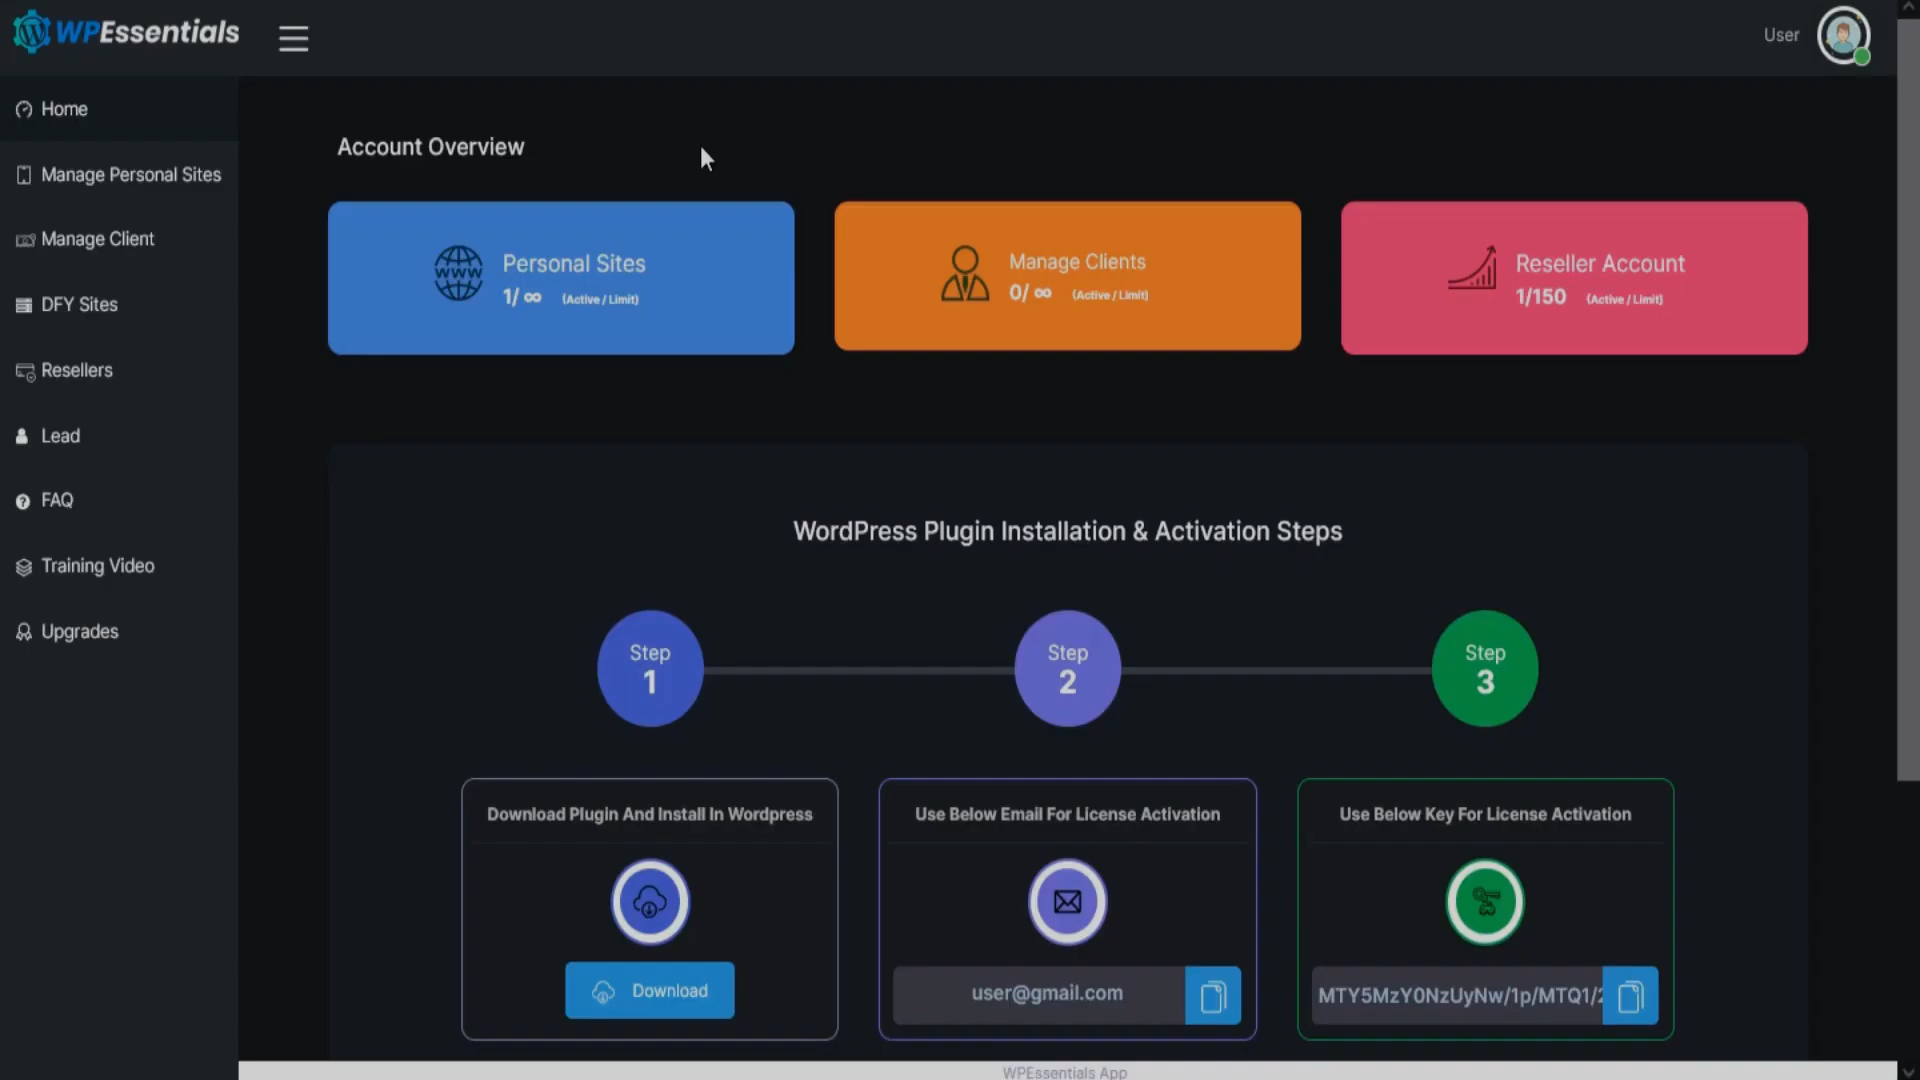 WPEssentials
User
Home
Manage Personal Sites
Manage Client
DFY Sites
Resellers
Lead
FAQ
Training Video
Upgrades
Account Overview
WWW
Personal Sites
1/ ∞ (Active / Limit)
Manage Clients
0/ ∞ (Active / Limit)
Reseller Account
1/150 (Active / Limit)
WordPress Plugin Installation & Activation Steps
Step
1
Step
2
Step
3
Download Plugin And Install In Wordpress
Download
Use Below Email For License Activation
user@gmail.com
Use Below Key For License Activation
MTY5MzY0NzUyNw/1p/MTQ1/2
WPEssentials App